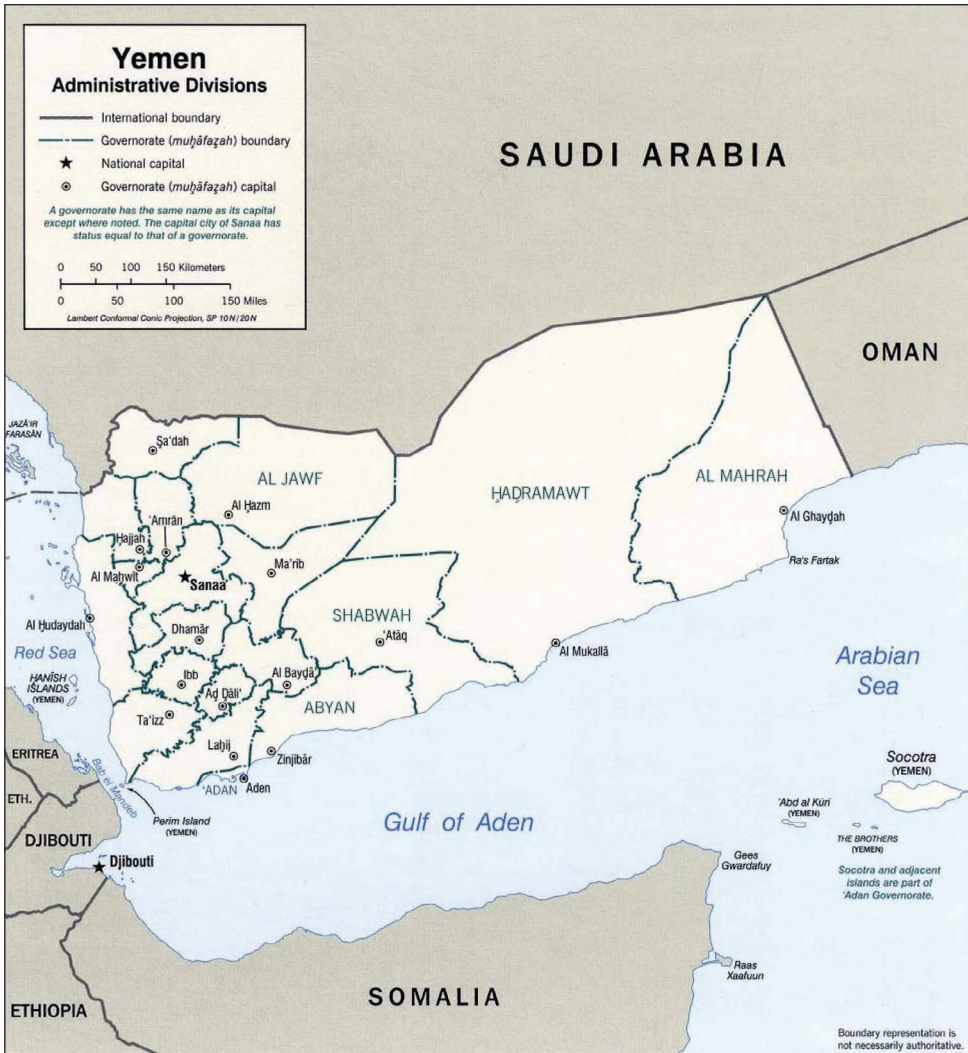 Yemen
Administrative Divisions
International boundary
Governorate (muḩāfaz̧ah) boundary
National capital
Governorate (muḩāfaz̧ah) capital
A governorate has the same name as its capital
except where noted. The capital city of Sanaa has
status equal to that of a governorate.
0 50 100 150 Kilometers
0 50 100 150 Miles
Lambert Conformal Conic Projection, SP 10N/20N
SAUDI ARABIA
OMAN
JAZĀ'IR
FARASĀN
Şa'dah
AL JAWF
Al Ḩazm
ḨAḐRAMAWT
AL MAHRAH
Al Ghayḑah
Ra's Fartak
'Amrān
Ḩajjah
Al Maḩwīt
Sanaa
Ma'rib
SHABWAH
'Atāq
Al Mukallā
Al Ḩudaydah
Dhamār
Red Sea
HANĪSH
ISLANDS
(YEMEN)
Ibb
Aḑ Ḑāli'
Al Bayḑā
ABYAN
Ta'izz
Laḩij
Zinjibār
'ADAN
Aden
Arabian
Sea
ERITREA
Bab el Mandeb
Perim Island
(YEMEN)
ETH.
DJIBOUTI
Djibouti
Gulf of Aden
Socotra
(YEMEN)
'Abd al Kūri
(YEMEN)
THE BROTHERS
(YEMEN)
Socotra and adjacent
islands are part of
'Adan Governorate.
Gees
Gwardafuy
Raas
Xaafuun
SOMALIA
ETHIOPIA
Boundary representation is
not necessarily authoritative.